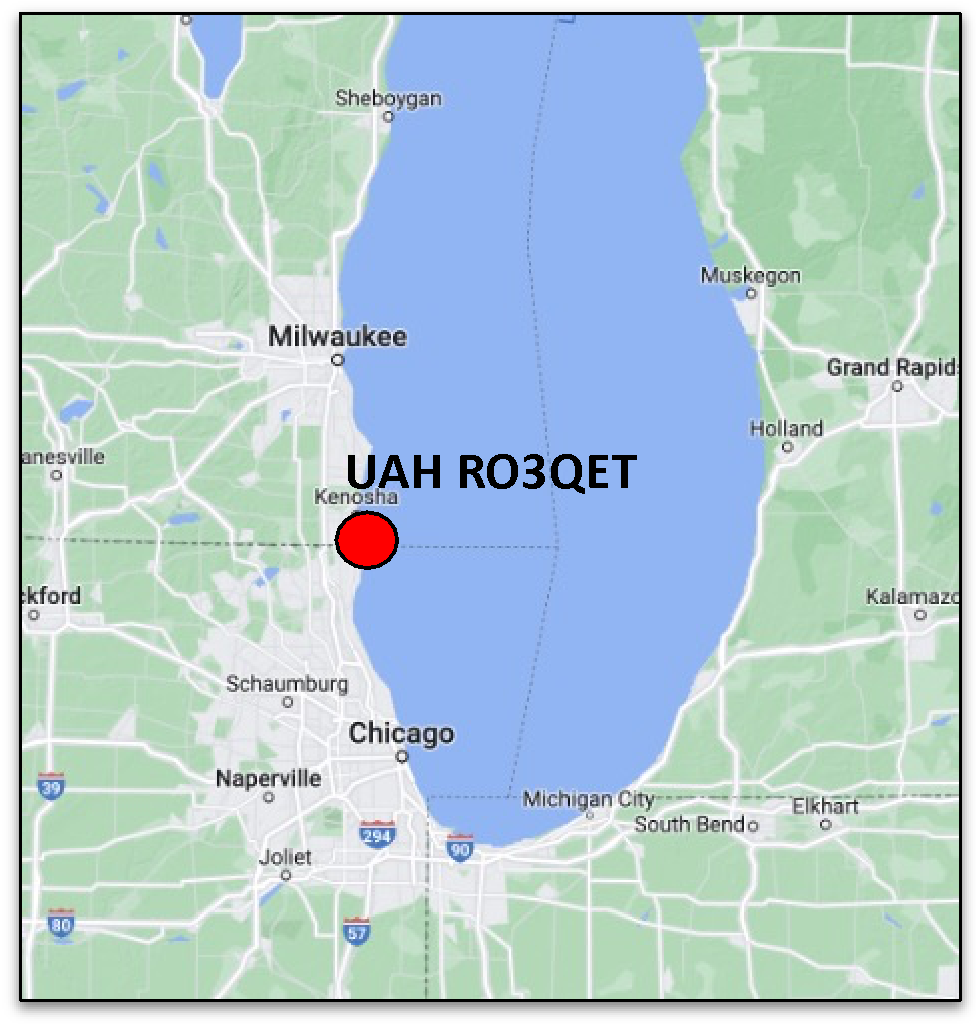 Sheboygan
Muskegon
Milwaukee
Grand Rapids
Holland
anesville
UAH RO3QET
Kenosha
ckford
Kalamazo
Schaumburg
Chicago
Naperville
39
Michigan City
Elkhart
South Bend
294
90
Joliet
80
57